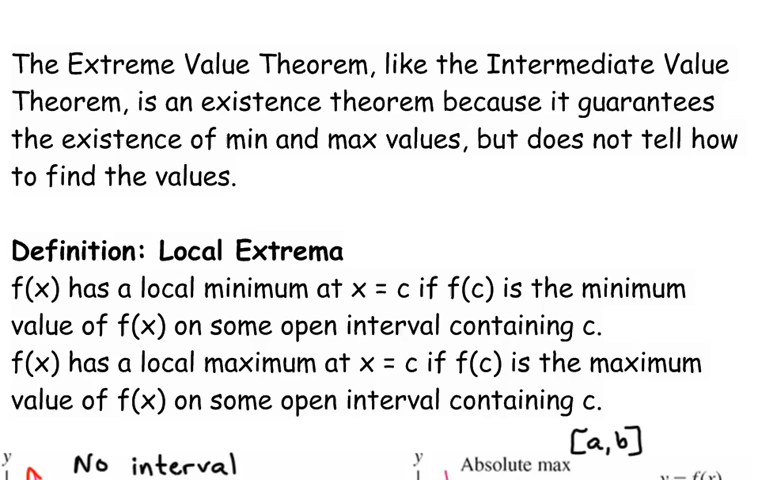 The Extreme Value Theorem, like the Intermediate Value
Theorem, is an existence theorem because it guarantees
the existence of min and max values, but does not tell how
to find the values.
Definition: Local Extrema
f(x) has a local minimum at x = c if f(c) is the minimum
value of f(x) on some open interval containing c.
f(x) has a local maximum at x = c if f(c) is the maximum
value of f(x) on some open interval containing c.
[a,b]
y No interval
y Absolute max
y = f(x)